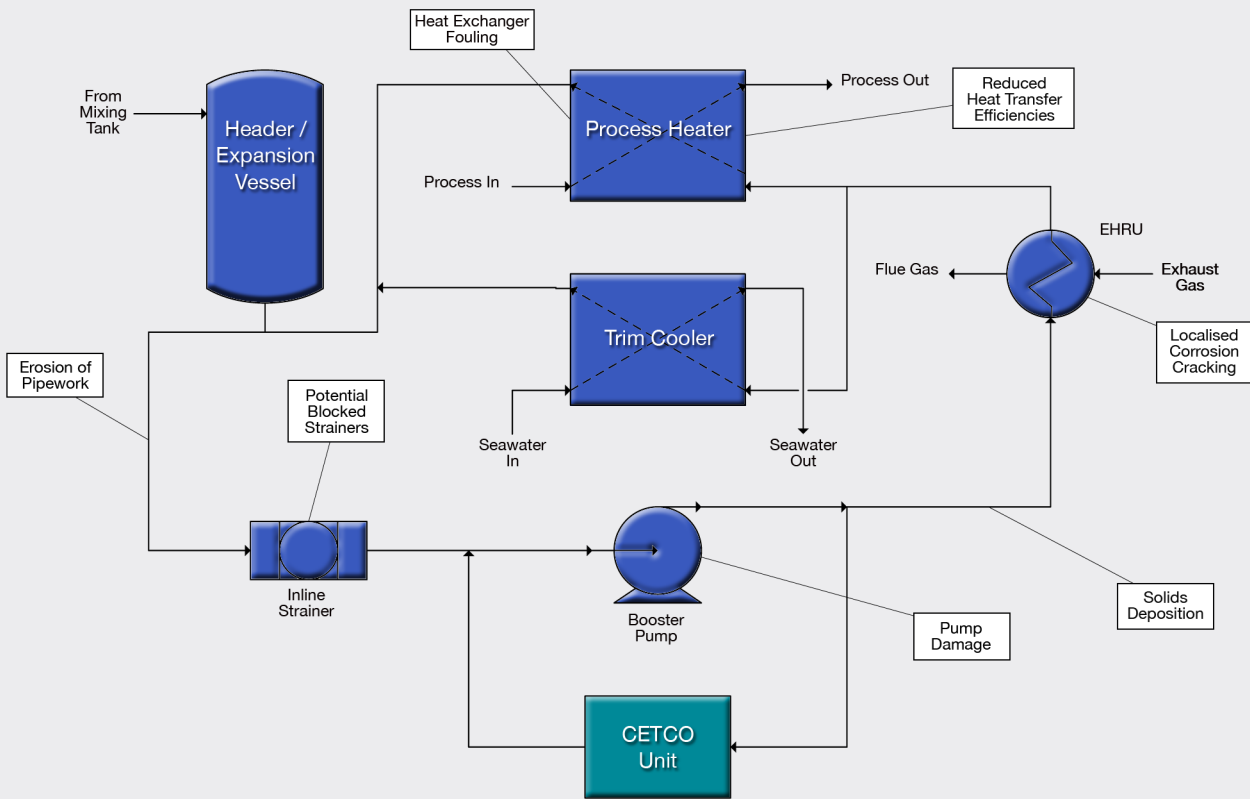 Heat Exchanger
Fouling
From
Mixing
Tank
Header /
Expansion
Vessel
Process Heater
Process Out
Reduced
Heat Transfer
Efficiencies
Process In
EHRU
Flue Gas
Exhaust
Gas
Trim Cooler
Localised
Corrosion
Cracking
Erosion of
Pipework
Potential
Blocked
Strainers
Seawater
In
Seawater
Out
Inline
Strainer
Booster
Pump
Pump
Damage
Solids
Deposition
CETCO
Unit